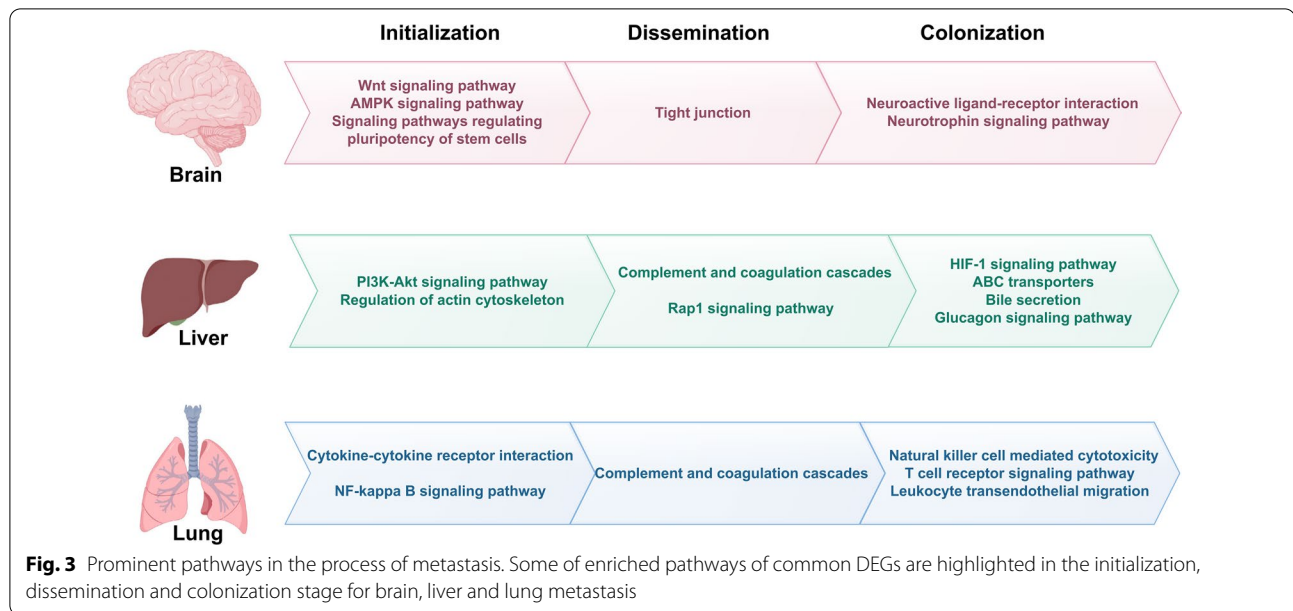 Initialization Dissemination Colonization
Wnt signaling pathway
AMPK signaling pathway
Signaling pathways regulating
pluripotency of stem cells
Tight junction
Neuroactive ligand-receptor interaction
Neurotrophin signaling pathway
Brain
PI3K-Akt signaling pathway
Regulation of actin cytoskeleton
Complement and coagulation cascades
Rap1 signaling pathway
HIF-1 signaling pathway
ABC transporters
Bile secretion
Glucagon signaling pathway
Liver
Cytokine-cytokine receptor interaction
NF-kappa B signaling pathway
Complement and coagulation cascades
Natural killer cell mediated cytotoxicity
T cell receptor signaling pathway
Leukocyte transendothelial migration
Lung
Fig. 3 Prominent pathways in the process of metastasis. Some of enriched pathways of common DEGs are highlighted in the initialization,
dissemination and colonization stage for brain, liver and lung metastasis